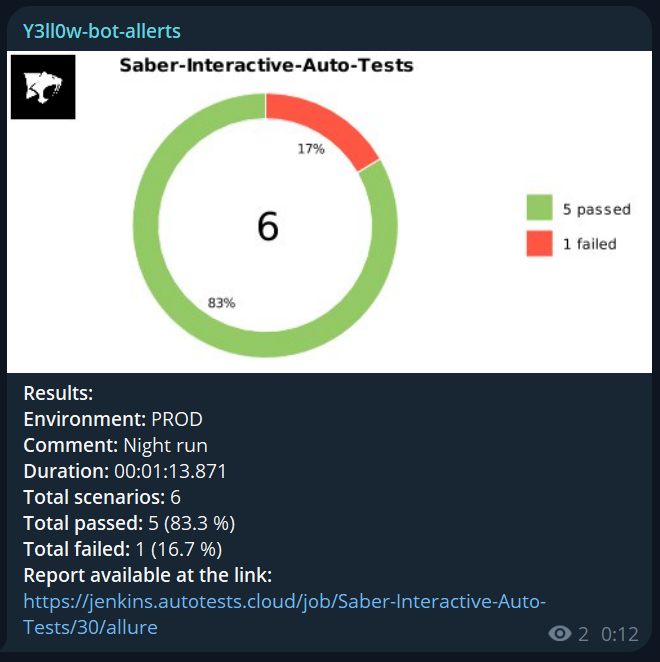 Y3ll0w-bot-allerts
Saber-Interactive-Auto-Tests
17%
6
83%
5 passed
1 failed
Results:
Environment: PROD
Comment: Night run
Duration: 00:01:13.871
Total scenarios: 6
Total passed: 5 (83.3 %)
Total failed: 1 (16.7 %)
Report available at the link:
https://jenkins.autotests.cloud/job/Saber-Interactive-Auto-
Tests/30/allure
2 0:12